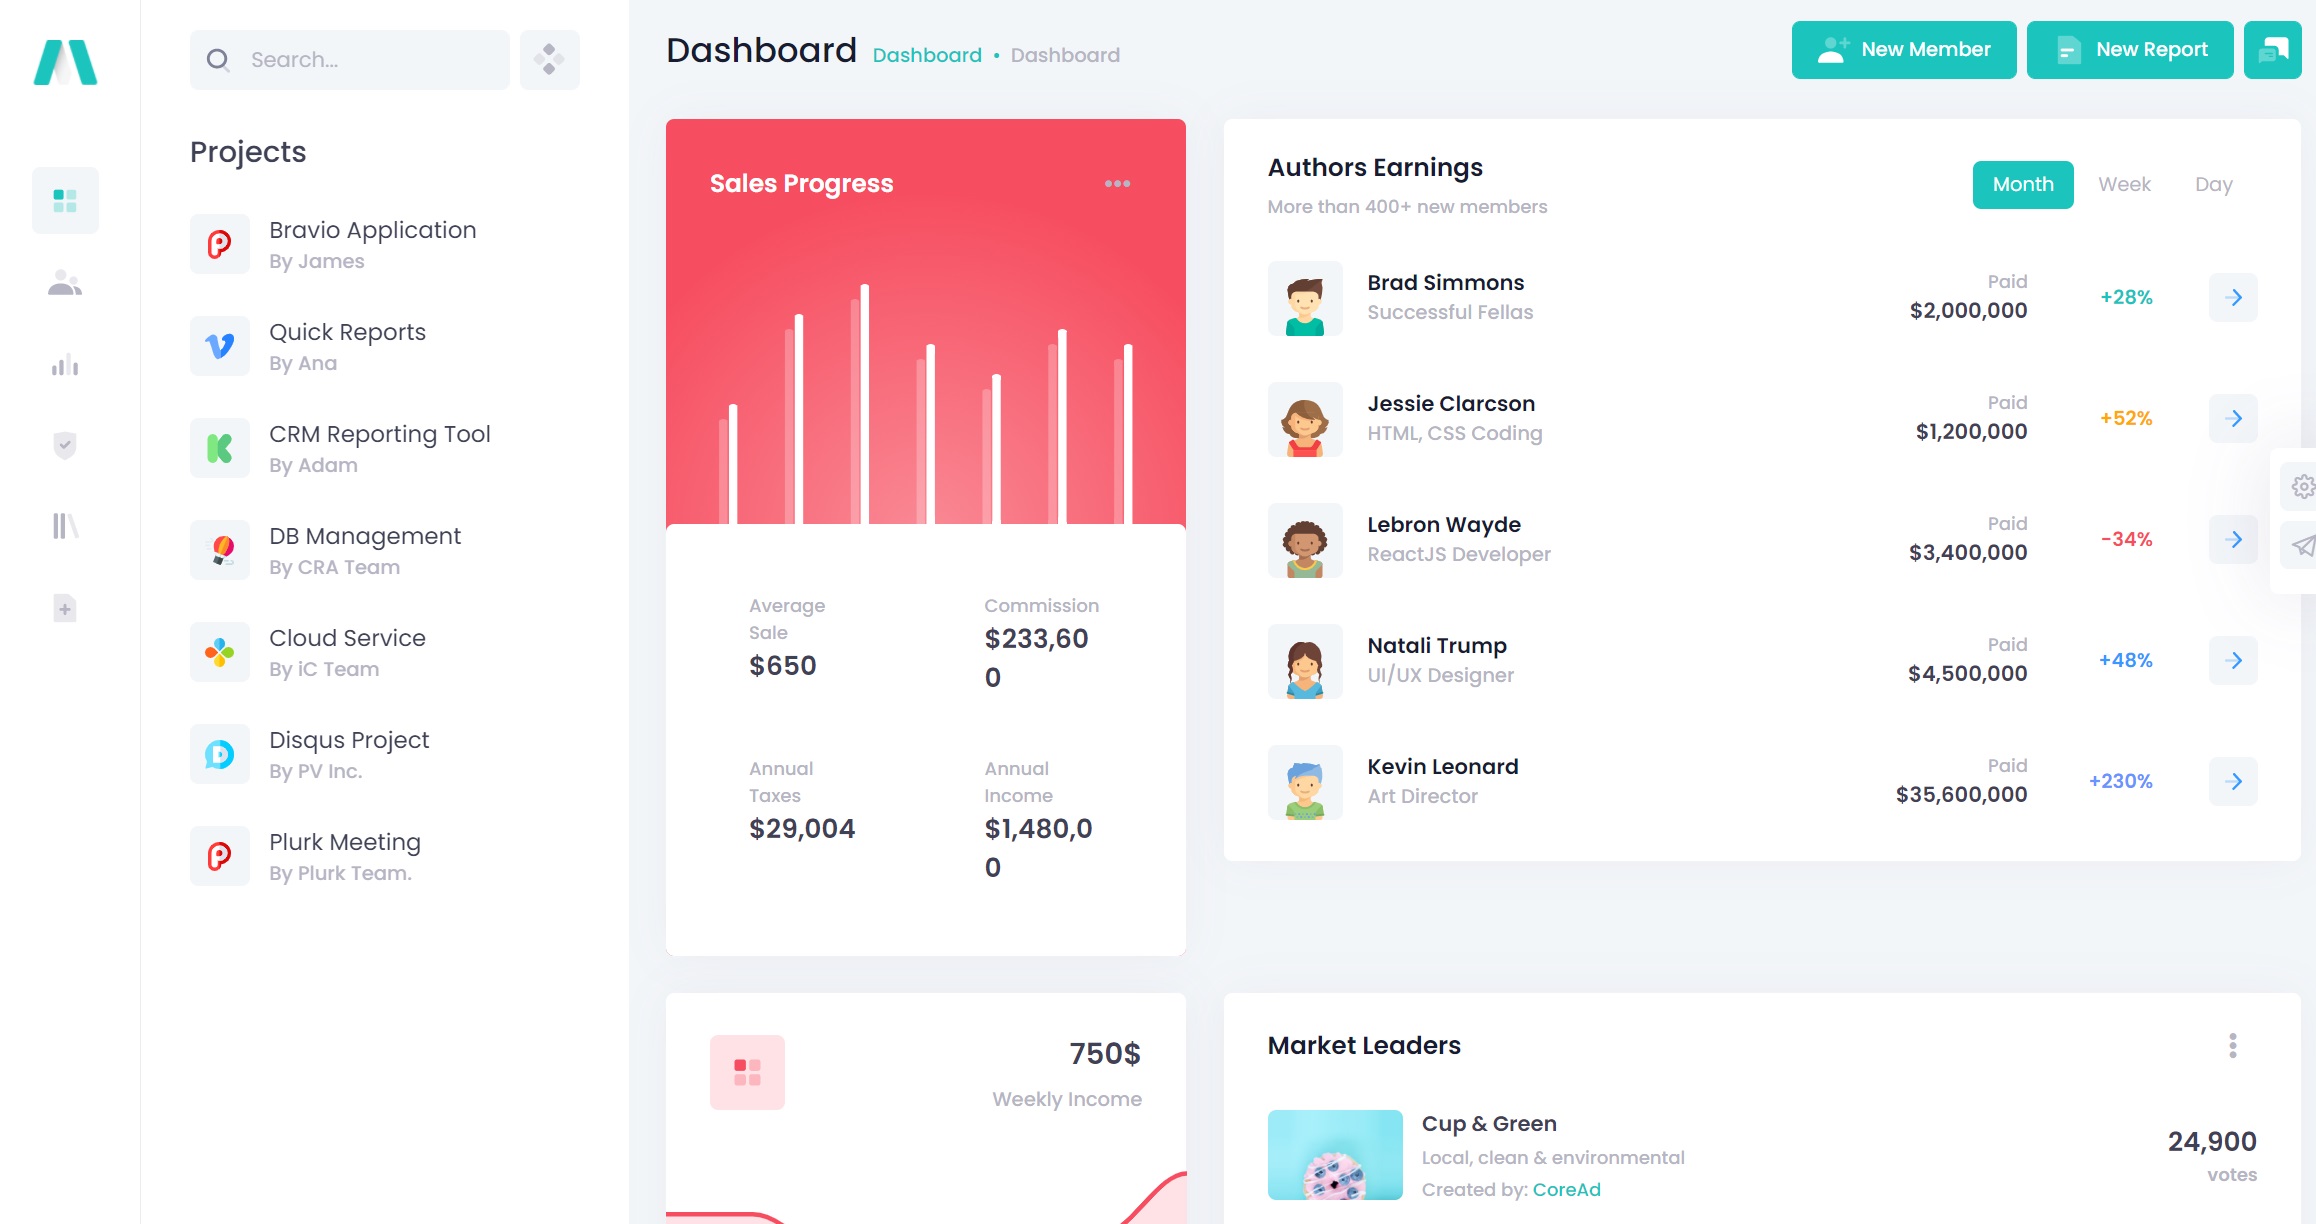 Search...
Projects
Bravio Application
By James
Quick Reports
By Ana
CRM Reporting Tool
By Adam
DB Management
By CRA Team
Cloud Service
By iC Team
Disqus Project
By PV Inc.
Plurk Meeting
By Plurk Team.
Dashboard Dashboard • Dashboard
New Member
New Report
Sales Progress
Average
Sale
$650
Commission
$233,60
0
Annual
Taxes
$29,004
Annual
Income
$1,480,0
0
Authors Earnings
More than 400+ new members
Month Week Day
Brad Simmons
Successful Fellas
Paid
$2,000,000
+28%
Jessie Clarcson
HTML, CSS Coding
Paid
$1,200,000
+52%
Lebron Wayde
ReactJS Developer
Paid
$3,400,000
-34%
Natali Trump
UI/UX Designer
Paid
$4,500,000
+48%
Kevin Leonard
Art Director
Paid
$35,600,000
+230%
750$
Weekly Income
Market Leaders
Cup & Green
Local, clean & environmental
Created by: CoreAd
24,900
votes